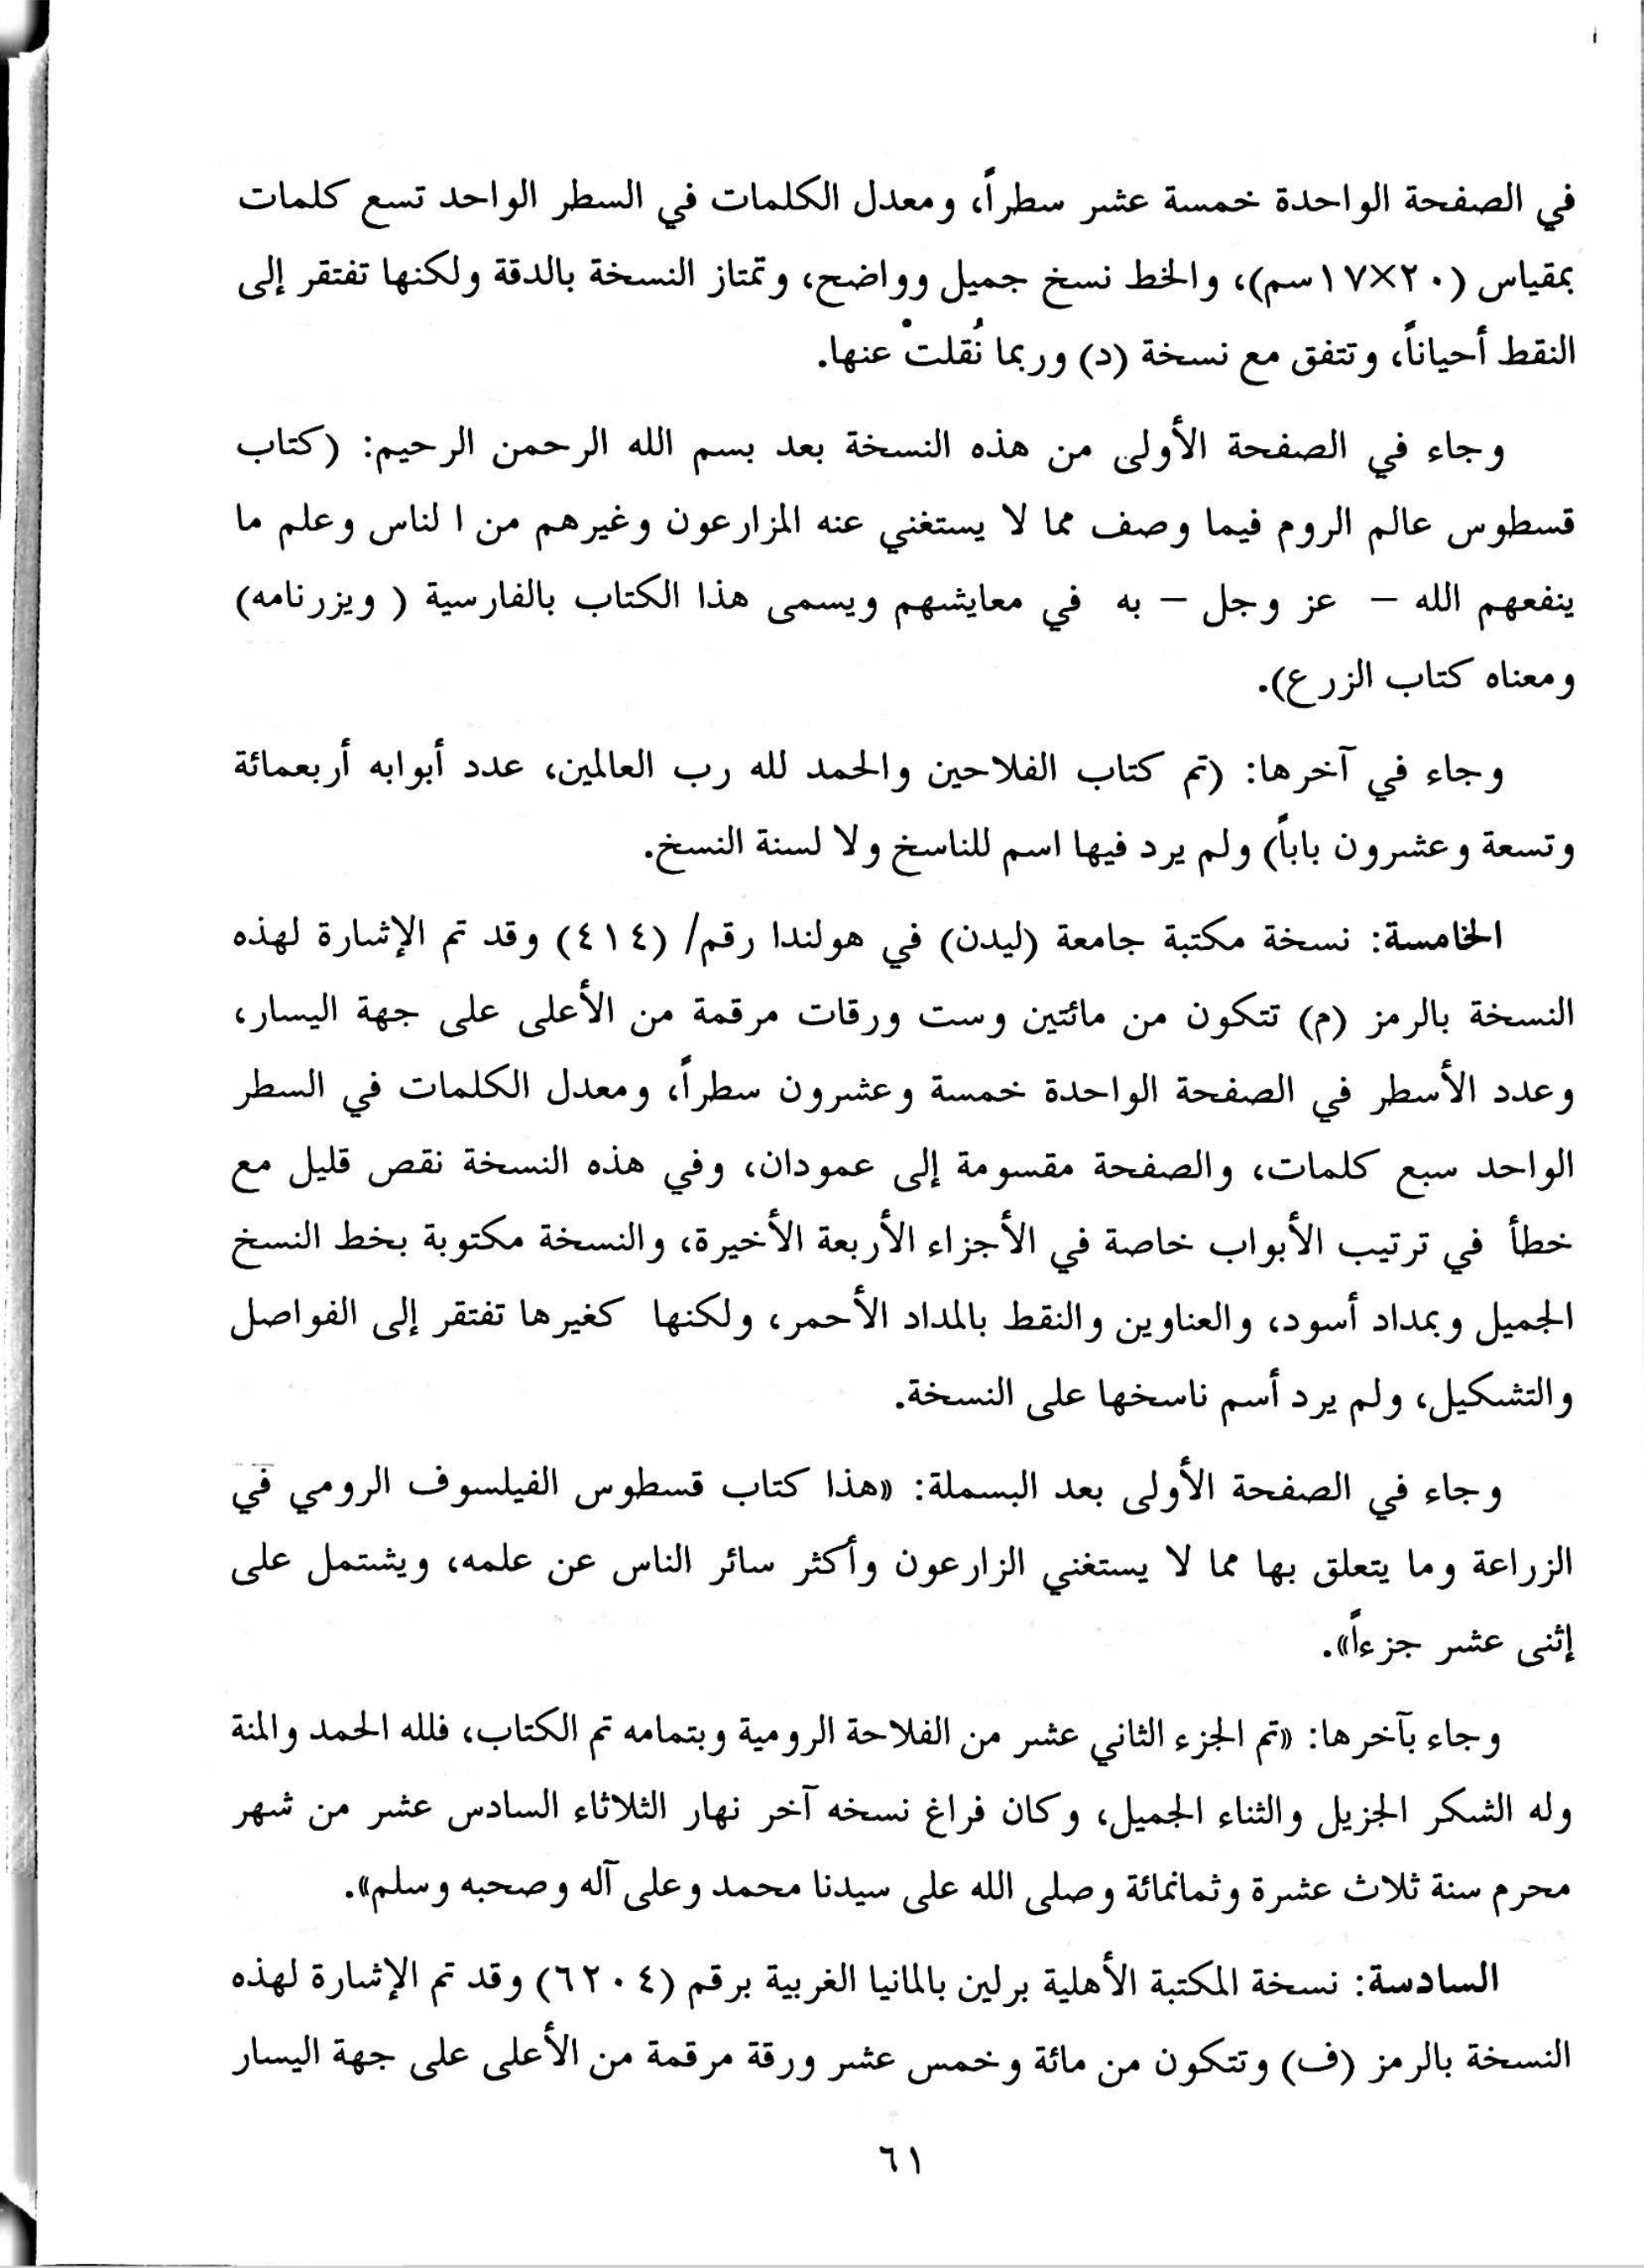 في الصفحة الواحدة خمسة عشر سطراً، ومعدل الكلمات في السطر الواحد تسع كلمات
بمقياس (٢٠×١٧سم)، والخط نسخ جميل وواضح، وتمتاز النسخة بالدقة ولكنها تفتقر إلى
النقط أحياناً، وتتفق مع نسخة (د) وربما نُقلتْ عنها.
وجاء في الصفحة الأولى من هذه النسخة بعد بسم الله الرحمن الرحيم: (كتاب
قسطوس عالم الروم فيما وصف مما لا يستغني عنه المزارعون وغيرهم من ا لناس وعلم ما
ينفعهم الله – عز وجل – به في معايشهم ويسمى هذا الكتاب بالفارسية ( ويزرنامه)
ومعناه كتاب الزرع).
وجاء في آخرها: (تم كتاب الفلاحين والحمد لله رب العالمين، عدد أبوابه أربعمائة
وتسعة وعشرون باباً) ولم يرد فيها اسم للناسخ ولا لسنة النسخ.
الخامسة: نسخة مكتبة جامعة (ليدن) في هولندا رقم/ (٤١٤) وقد تم الإشارة لهذه
النسخة بالرمز (م) تتكون من مائتين وست ورقات مرقمة من الأعلى على جهة اليسار،
وعدد الأسطر في الصفحة الواحدة خمسة وعشرون سطراً، ومعدل الكلمات في السطر
الواحد سبع كلمات، والصفحة مقسومة إلى عمودان، وفي هذه النسخة نقص قليل مع
خطأ في ترتيب الأبواب خاصة في الأجزاء الأربعة الأخيرة، والنسخة مكتوبة بخط النسخ
الجميل وبمداد أسود، والعناوين والنقط بالمداد الأحمر، ولكنها كغيرها تفتقر إلى الفواصل
والتشكيل، ولم يرد أسم ناسخها على النسخة.
وجاء في الصفحة الأولى بعد البسملة: «هذا كتاب قسطوس الفيلسوف الرومي في
الزراعة وما يتعلق بها مما لا يستغني الزارعون وأكثر سائر الناس عن علمه، ويشتمل على
إثنى عشر جزءاً».
وجاء بآخرها: «تم الجزء الثاني عشر من الفلاحة الرومية وبتمامه تم الكتاب، فلله الحمد والمنة
وله الشكر الجزيل والثناء الجميل، وكان فراغ نسخه آخر نهار الثلاثاء السادس عشر من شهر
محرم سنة ثلاث عشرة وثمانمائة وصلى الله على سيدنا محمد وعلى آله وصحبه وسلم».
السادسة: نسخة المكتبة الأهلية برلين بالمانيا الغربية برقم (٦٢٠٤) وقد تم الإشارة لهذه
النسخة بالرمز (ف) وتتكون من مائة وخمس عشر ورقة مرقمة من الأعلى على جهة اليسار
٦١